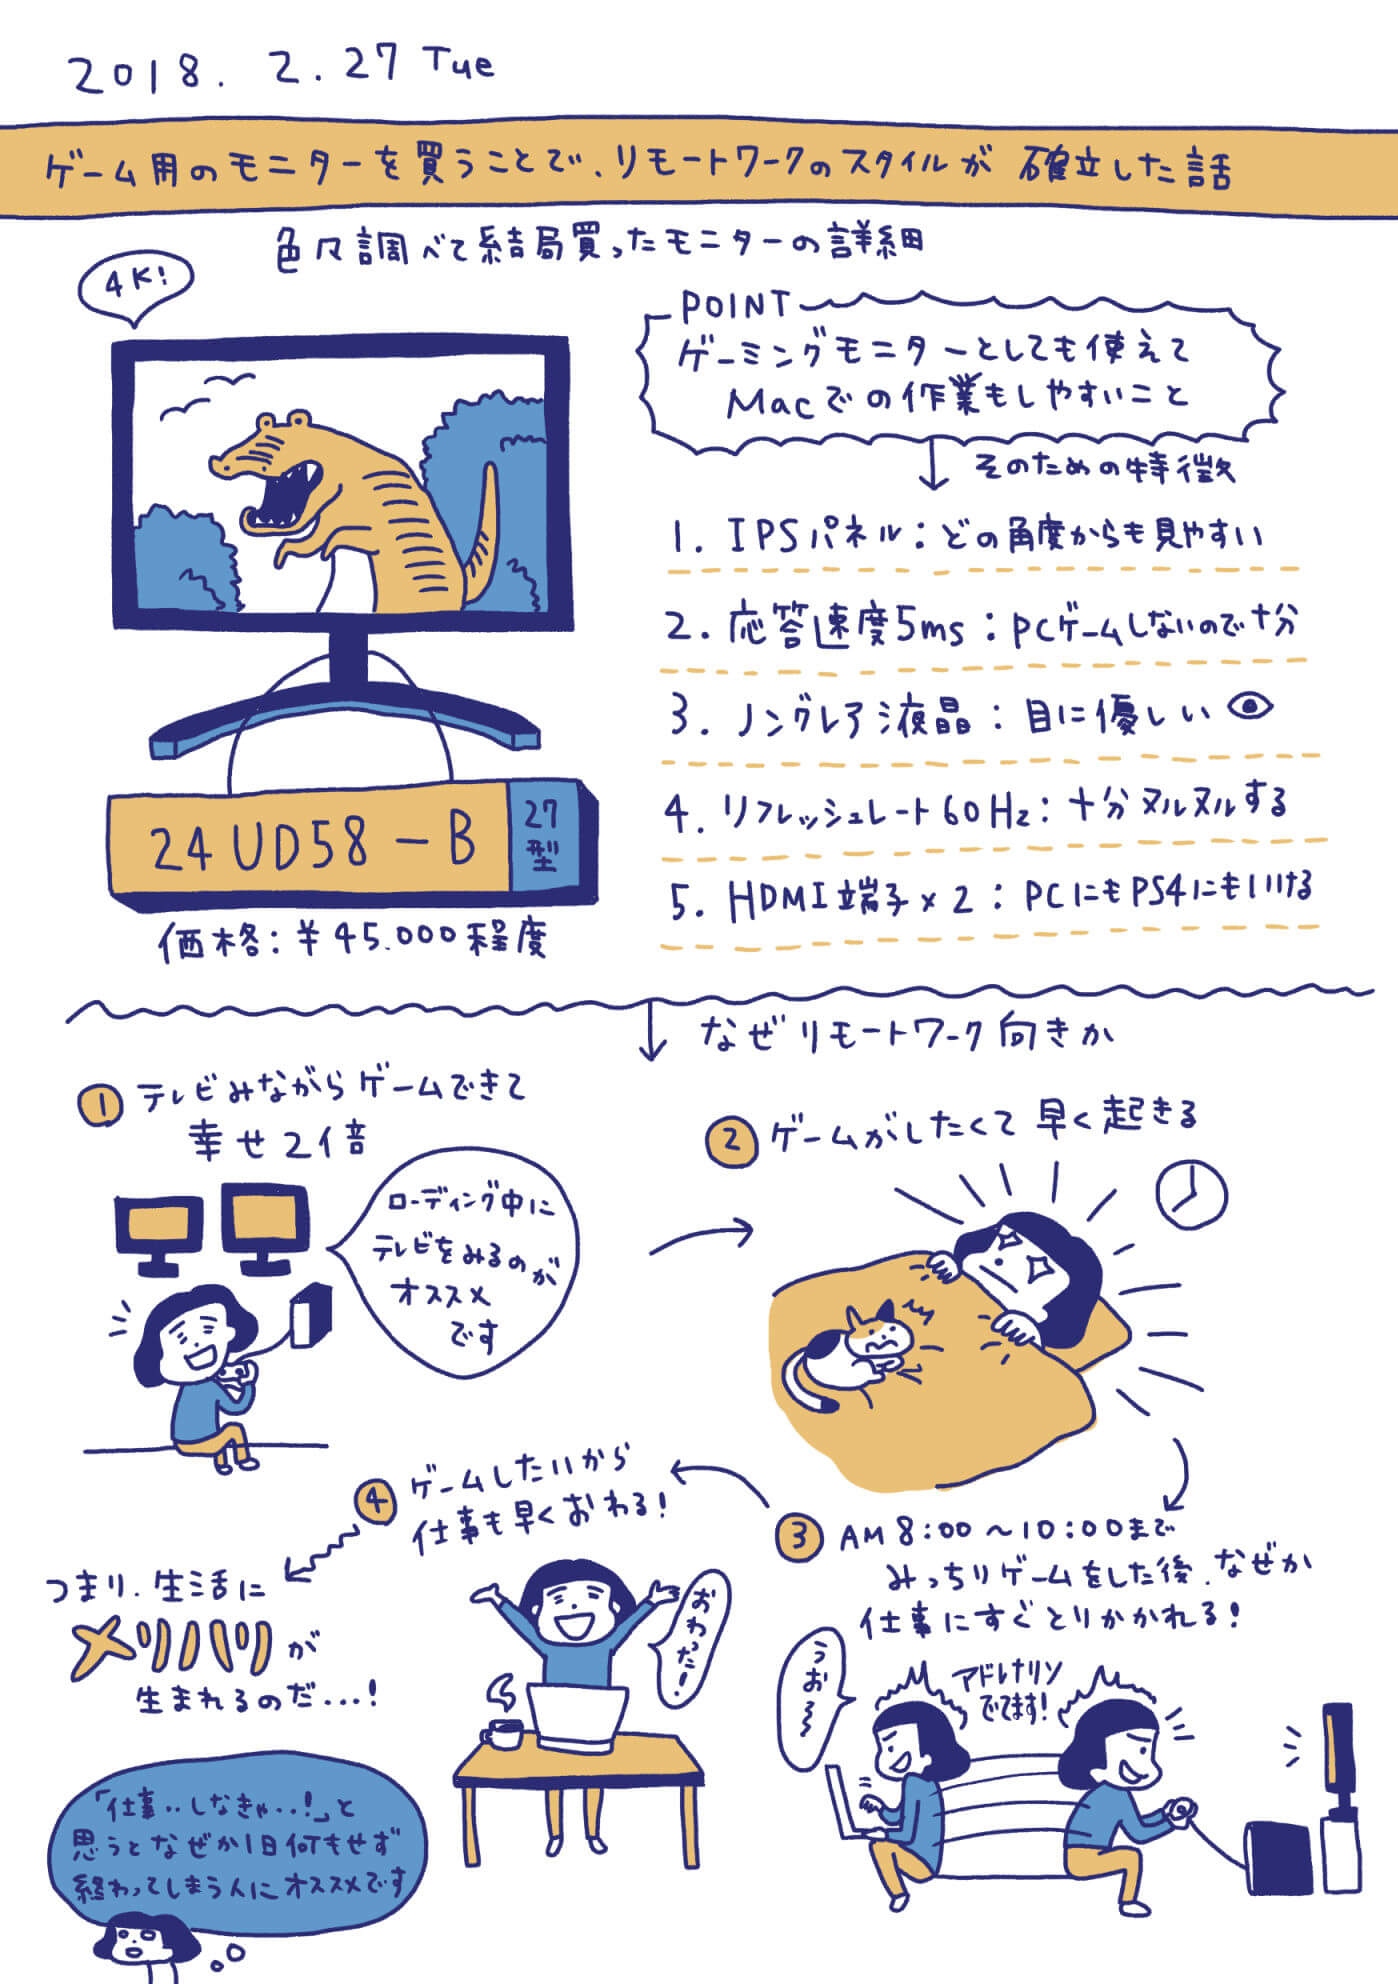 2018. 2.27 Tue
ゲーム用のモニターを買うことで、リモートワークのスタイルが 確立した話
色々調べて結局買ったモニターの詳細
4K!
POINT
ゲーミングモニターとしても使えて
Macでの作業もしやすいこと
そのための特徴
1. IPSパネル：どの角度からも見やすい
2. 応答速度5ms：PCゲームしないので十分
3. ノングレア液晶：目に優しい
4. リフレッシュレート60Hz：十分ヌルヌルする
5. HDMI端子×2：PCにもPS4にもいける
24UD58-B
27
型
価格：¥45.000程度
なぜリモートワーク向きか
1 テレビみながらゲームできて
幸せ2倍
ローディング中に
テレビをみるのが
オススメ
です
2 ゲームがしたくて早く起きる
3 AM 8:00〜10:00まで
みっちりゲームをした後、なぜか
仕事にすぐとりかかれる!
うお〜〜
アドレナリン
でてます!
4 ゲームしたいから
仕事も早くおわる!
おわった!
つまり、生活に
メリハリが
生まれるのだ...!
「仕事..しなきゃ..!」と
思うとなぜか1日何もせず
終わってしまう人にオススメです